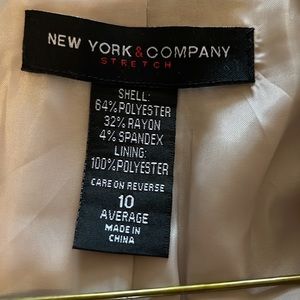 NEW YORK & COMPANY
STRETCH
SHELL:
64% POLYESTER
32% RAYON
4% SPANDEX
LINING:
100% POLYESTER
CARE ON REVERSE
10
AVERAGE
MADE IN
CHINA